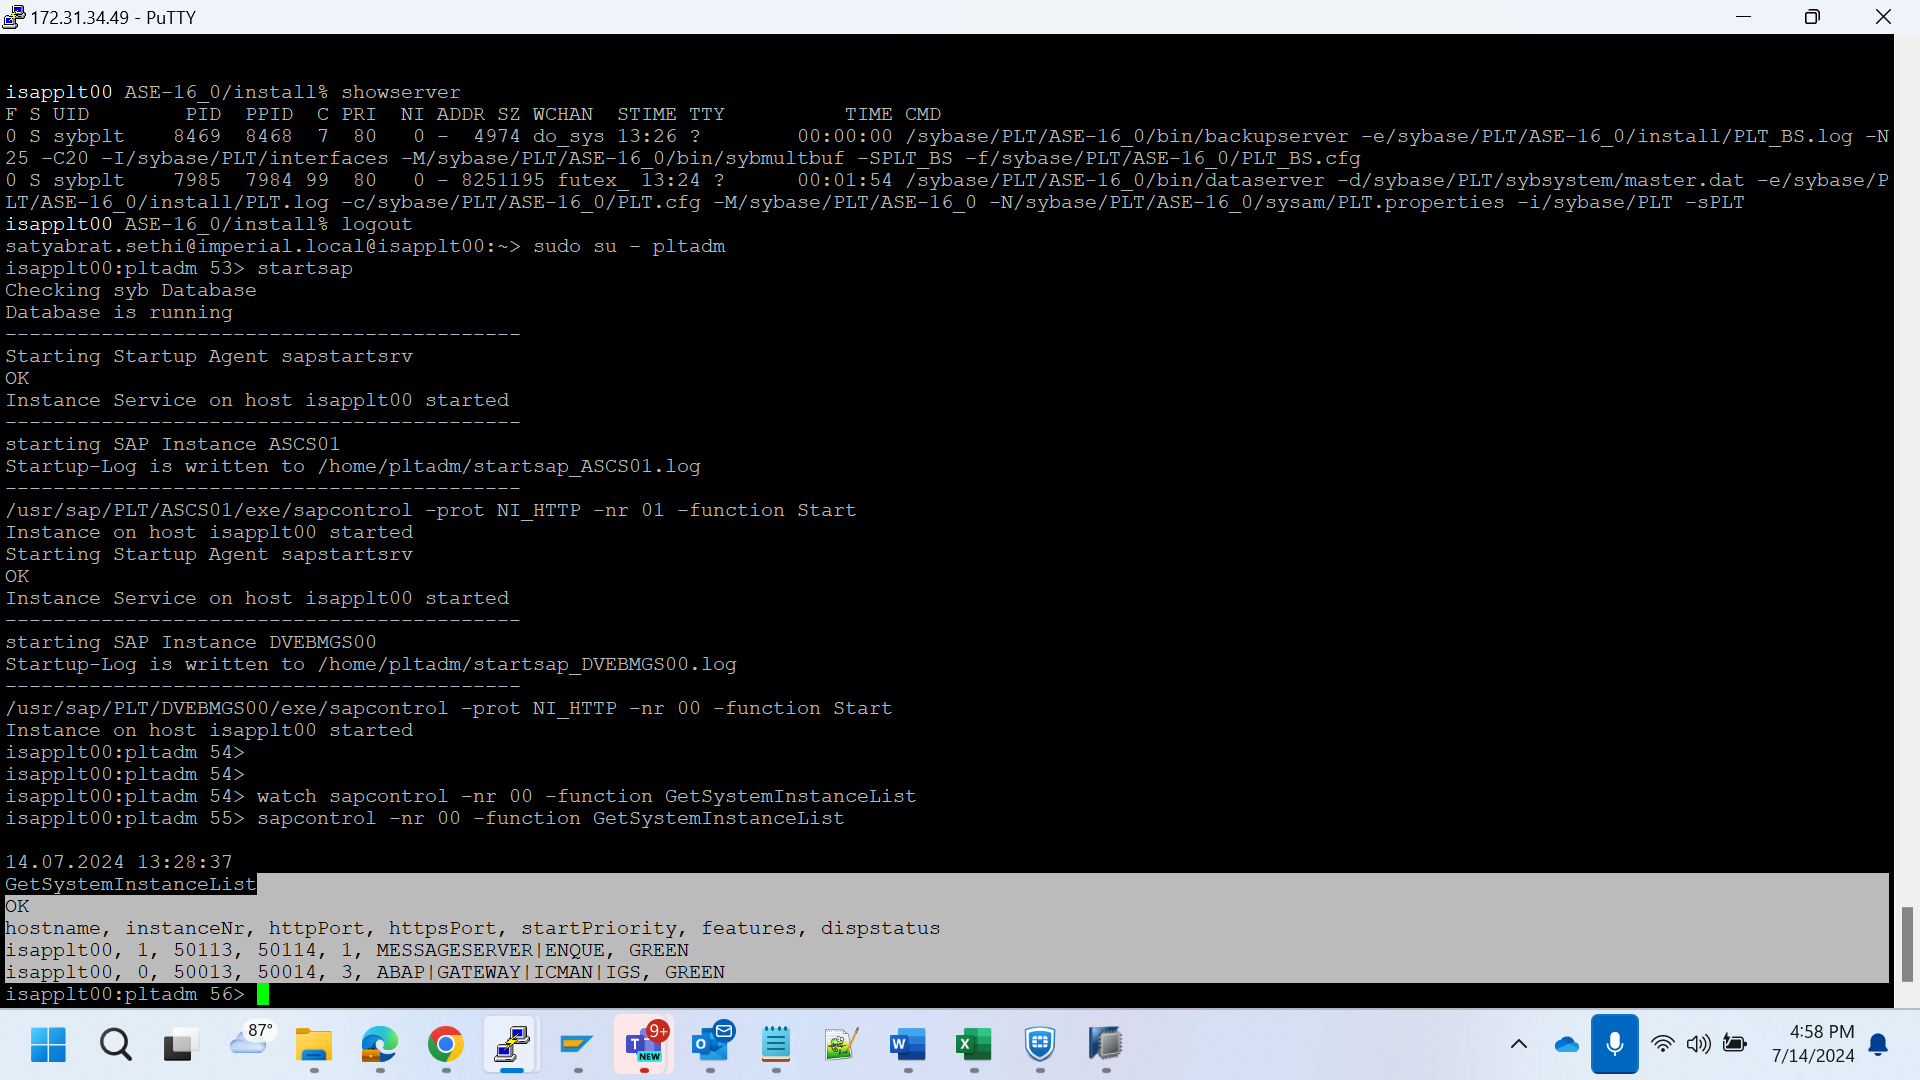 172.31.34.49 - PuTTY
isapplt00 ASE-16_0/install% showserver
F S UID        PID  PPID  C PRI  NI ADDR SZ WCHAN  STIME TTY          TIME CMD
0 S sybplt    8469  8468  7  80   0 -  4974 do_sys 13:26 ?        00:00:00 /sybase/PLT/ASE-16_0/bin/backupserver -e/sybase/PLT/ASE-16_0/install/PLT_BS.log -N
25 -C20 -I/sybase/PLT/interfaces -M/sybase/PLT/ASE-16_0/bin/sybmultbuf -SPLT_BS -f/sybase/PLT/ASE-16_0/PLT_BS.cfg
0 S sybplt    7985  7984 99  80   0 - 8251195 futex_ 13:24 ?      00:01:54 /sybase/PLT/ASE-16_0/bin/dataserver -d/sybase/PLT/sybsystem/master.dat -e/sybase/P
LT/ASE-16_0/install/PLT.log -c/sybase/PLT/ASE-16_0/PLT.cfg -M/sybase/PLT/ASE-16_0 -N/sybase/PLT/ASE-16_0/sysam/PLT.properties -i/sybase/PLT -sPLT
isapplt00 ASE-16_0/install% logout
satyabrat.sethi@imperial.local@isapplt00:~> sudo su - pltadm
isapplt00:pltadm 53> startsap
Checking syb Database
Database is running
-------------------------------------------
Starting Startup Agent sapstartsrv
OK
Instance Service on host isapplt00 started
-------------------------------------------
starting SAP Instance ASCS01
Startup-Log is written to /home/pltadm/startsap_ASCS01.log
-------------------------------------------
/usr/sap/PLT/ASCS01/exe/sapcontrol -prot NI_HTTP -nr 01 -function Start
Instance on host isapplt00 started
Starting Startup Agent sapstartsrv
OK
Instance Service on host isapplt00 started
-------------------------------------------
starting SAP Instance DVEBMGS00
Startup-Log is written to /home/pltadm/startsap_DVEBMGS00.log
-------------------------------------------
/usr/sap/PLT/DVEBMGS00/exe/sapcontrol -prot NI_HTTP -nr 00 -function Start
Instance on host isapplt00 started
isapplt00:pltadm 54>
isapplt00:pltadm 54>
isapplt00:pltadm 54> watch sapcontrol -nr 00 -function GetSystemInstanceList
isapplt00:pltadm 55> sapcontrol -nr 00 -function GetSystemInstanceList
14.07.2024 13:28:37
GetSystemInstanceList
OK
hostname, instanceNr, httpPort, httpsPort, startPriority, features, dispstatus
isapplt00, 1, 50113, 50114, 1, MESSAGESERVER|ENQUE, GREEN
isapplt00, 0, 50013, 50014, 3, ABAP|GATEWAY|ICMAN|IGS, GREEN
isapplt00:pltadm 56>
87°
9+
NEW
4:58 PM
7/14/2024